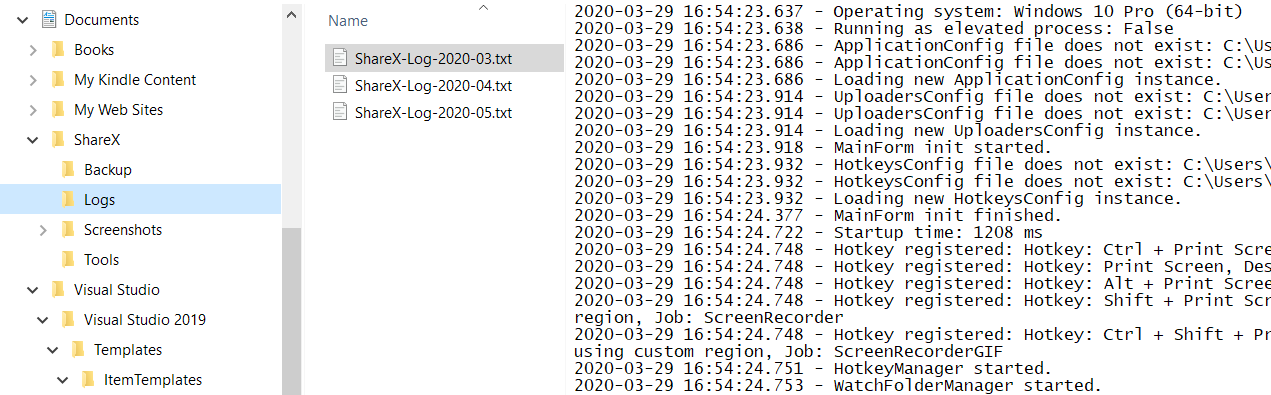 Documents
Books
My Kindle Content
My Web Sites
ShareX
Backup
Logs
Screenshots
Tools
Visual Studio
Visual Studio 2019
Templates
ItemTemplates
Name
ShareX-Log-2020-03.txt
ShareX-Log-2020-04.txt
ShareX-Log-2020-05.txt
2020-03-29 16:54:23.637 - Operating system: Windows 10 Pro (64-bit)
2020-03-29 16:54:23.638 - Running as elevated process: False
2020-03-29 16:54:23.686 - ApplicationConfig file does not exist: C:\Us
2020-03-29 16:54:23.686 - ApplicationConfig file does not exist: C:\Us
2020-03-29 16:54:23.686 - Loading new ApplicationConfig instance.
2020-03-29 16:54:23.914 - UploadersConfig file does not exist: C:\User
2020-03-29 16:54:23.914 - UploadersConfig file does not exist: C:\User
2020-03-29 16:54:23.914 - Loading new UploadersConfig instance.
2020-03-29 16:54:23.918 - MainForm init started.
2020-03-29 16:54:23.932 - HotkeysConfig file does not exist: C:\Users\
2020-03-29 16:54:23.932 - HotkeysConfig file does not exist: C:\Users\
2020-03-29 16:54:23.932 - Loading new HotkeysConfig instance.
2020-03-29 16:54:24.377 - MainForm init finished.
2020-03-29 16:54:24.722 - Startup time: 1208 ms
2020-03-29 16:54:24.748 - Hotkey registered: Hotkey: Ctrl + Print Scre
2020-03-29 16:54:24.748 - Hotkey registered: Hotkey: Print Screen, Des
2020-03-29 16:54:24.748 - Hotkey registered: Hotkey: Alt + Print Scree
2020-03-29 16:54:24.748 - Hotkey registered: Hotkey: Shift + Print Scr
region, Job: ScreenRecorder
2020-03-29 16:54:24.748 - Hotkey registered: Hotkey: Ctrl + Shift + Pr
using custom region, Job: ScreenRecorderGIF
2020-03-29 16:54:24.751 - HotkeyManager started.
2020-03-29 16:54:24.753 - WatchFolderManager started.